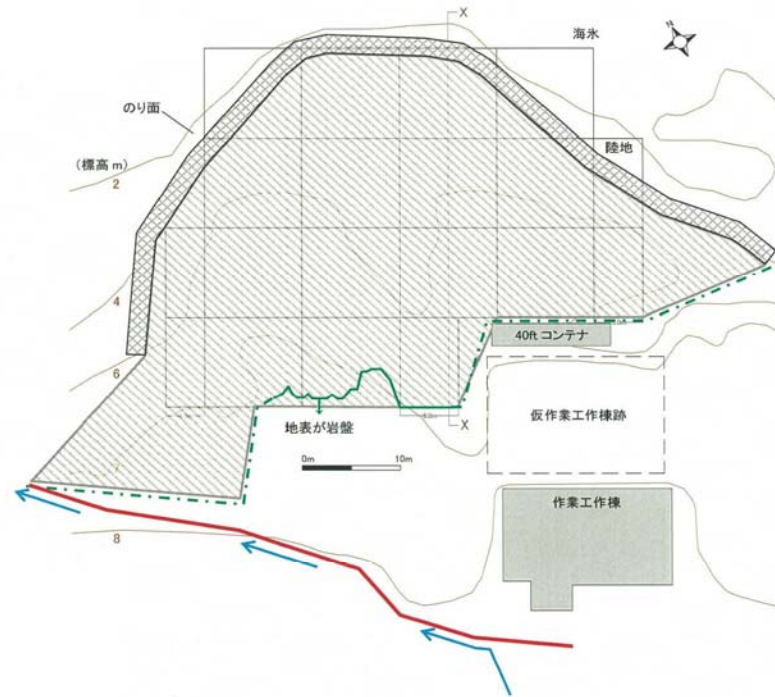 X
海氷
N
のり面
陸地
(標高 m)
2
4
40ft コンテナ
6
仮作業工作棟跡
地表が岩盤
X
0m 10m
7
作業工作棟
8